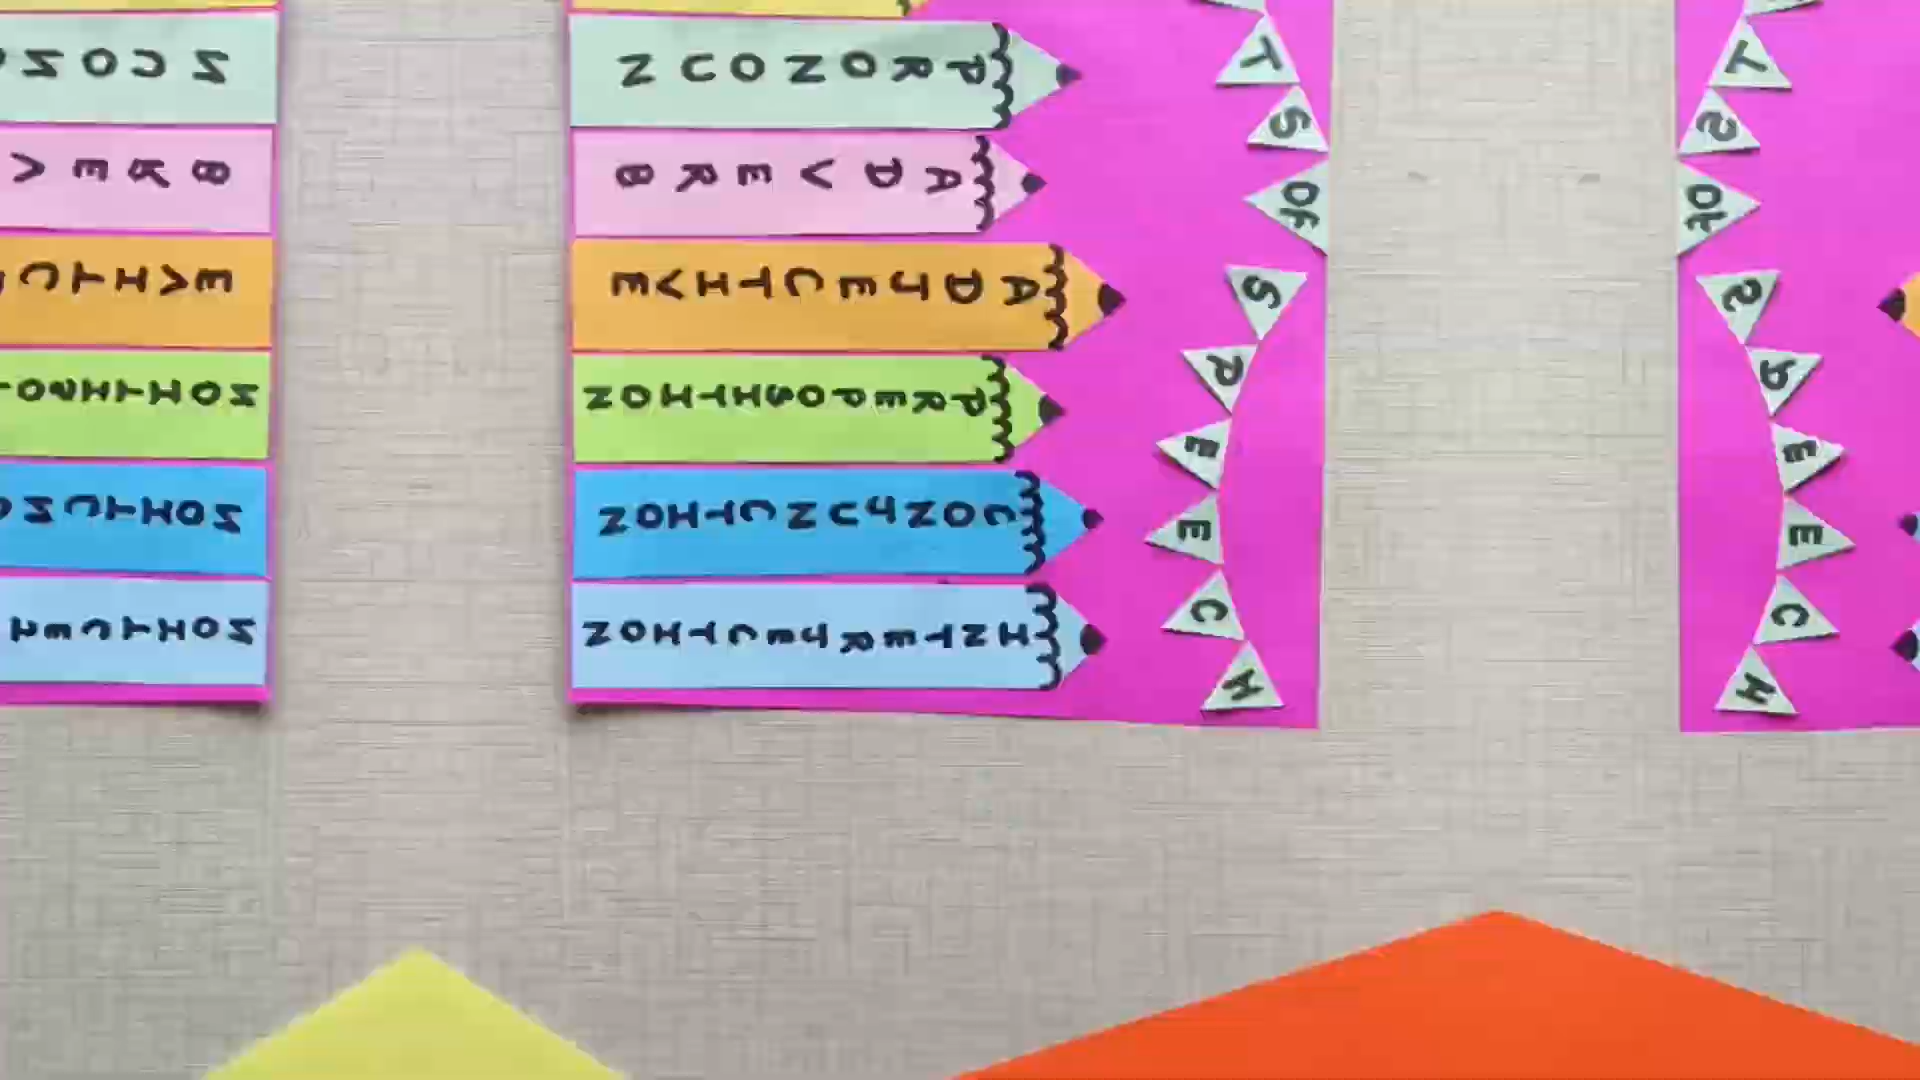 TS Of SPEECH
PRONOUN
ADVERB
ADJECTIVE
PREPOSITION
CONJUNCTION
INTERJECTION